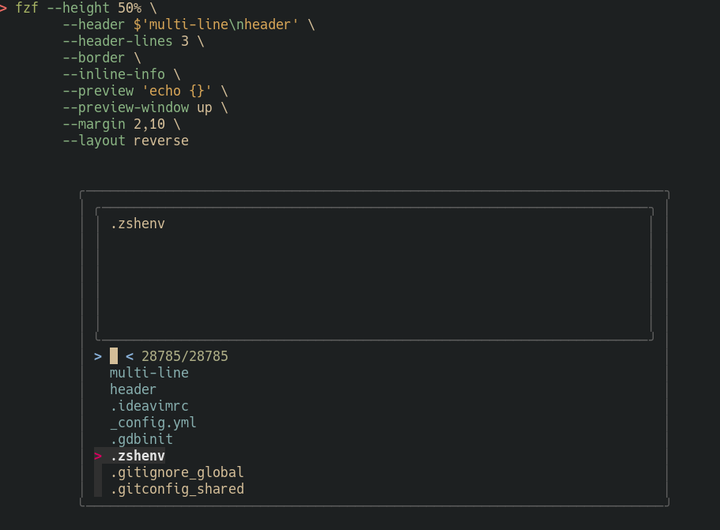 > fzf --height 50% \
--header $'multi-line\nheader' \
--header-lines 3 \
--border \
--inline-info \
--preview 'echo {}' \
--preview-window up \
--margin 2,10 \
--layout reverse
.zshenv
> < 28785/28785
multi-line
header
.ideavimrc
_config.yml
.gdbinit
> .zshenv
.gitignore_global
.gitconfig_shared